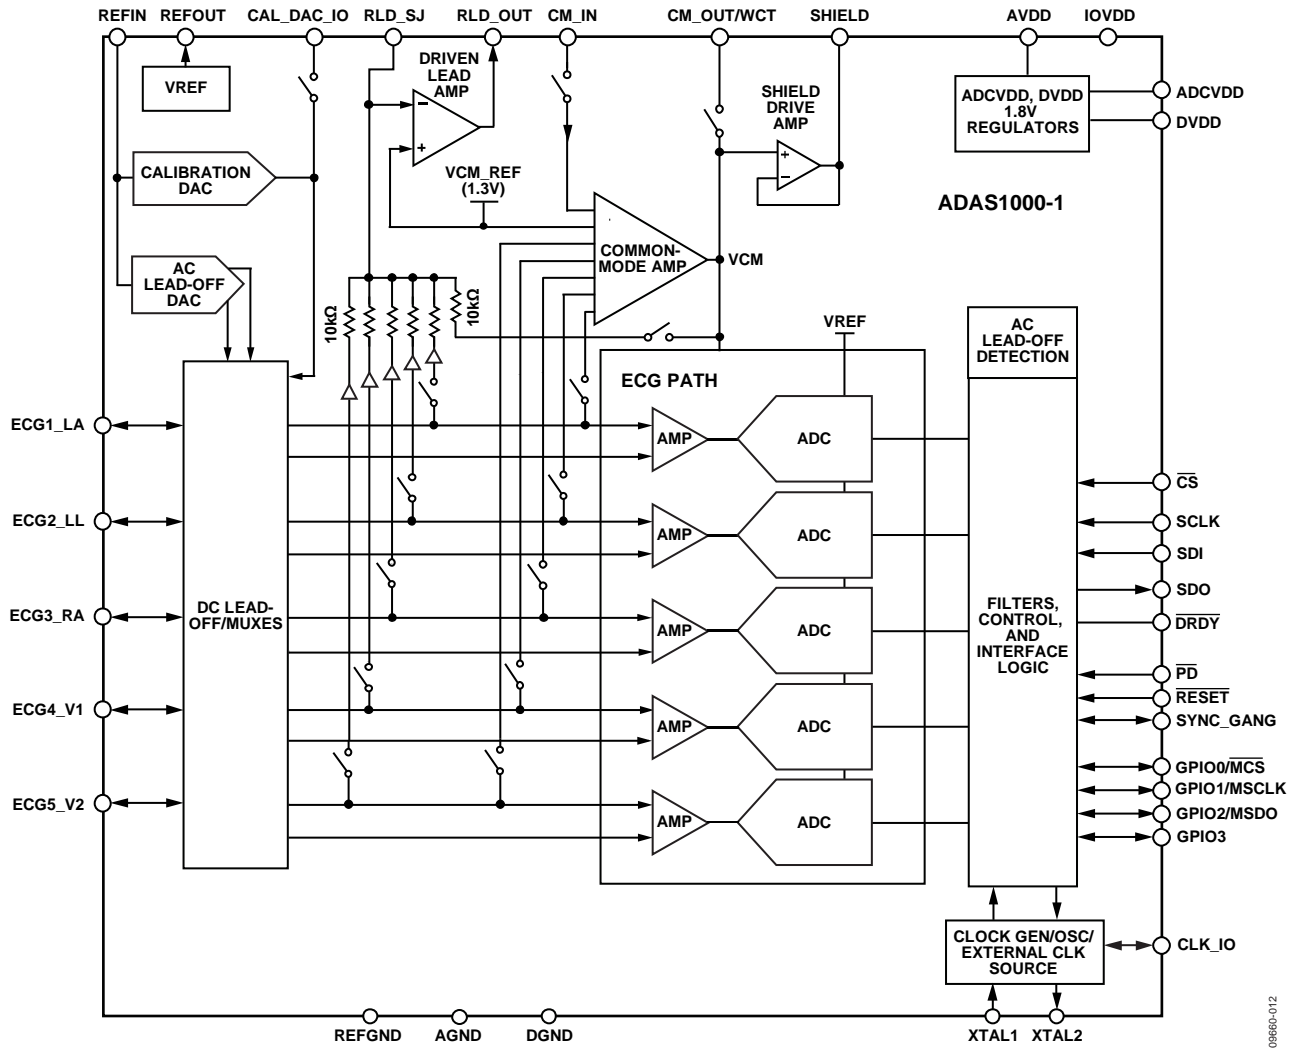 REFIN REFOUT CAL_DAC_IO RLD_SJ RLD_OUT CM_IN CM_OUT/WCT SHIELD AVDD IOVDD
DRIVEN
LEAD
AMP
VREF
SHIELD
DRIVE
AMP
ADCVDD, DVDD
1.8V
REGULATORS
ADCVDD
DVDD
CALIBRATION
DAC
VCM_REF
(1.3V)
ADAS1000-1
AC
LEAD-OFF
DAC
COMMON-
MODE AMP
VCM
10kΩ
10kΩ
VREF
AC
LEAD-OFF
DETECTION
ECG PATH
ECG1_LA
AMP
ADC
CS
ECG2_LL
AMP
ADC
SCLK
SDI
SDO
ECG3_RA
DC LEAD-
OFF/MUXES
AMP
ADC
FILTERS,
CONTROL,
AND
INTERFACE
LOGIC
DRDY
PD
RESET
ECG4_V1
AMP
ADC
SYNC_GANG
GPIO0/MCS
GPIO1/MSCLK
ECG5_V2
AMP
ADC
GPIO2/MSDO
GPIO3
CLOCK GEN/OSC/
EXTERNAL CLK
SOURCE
CLK_IO
REFGND AGND DGND XTAL1 XTAL2
09660-012